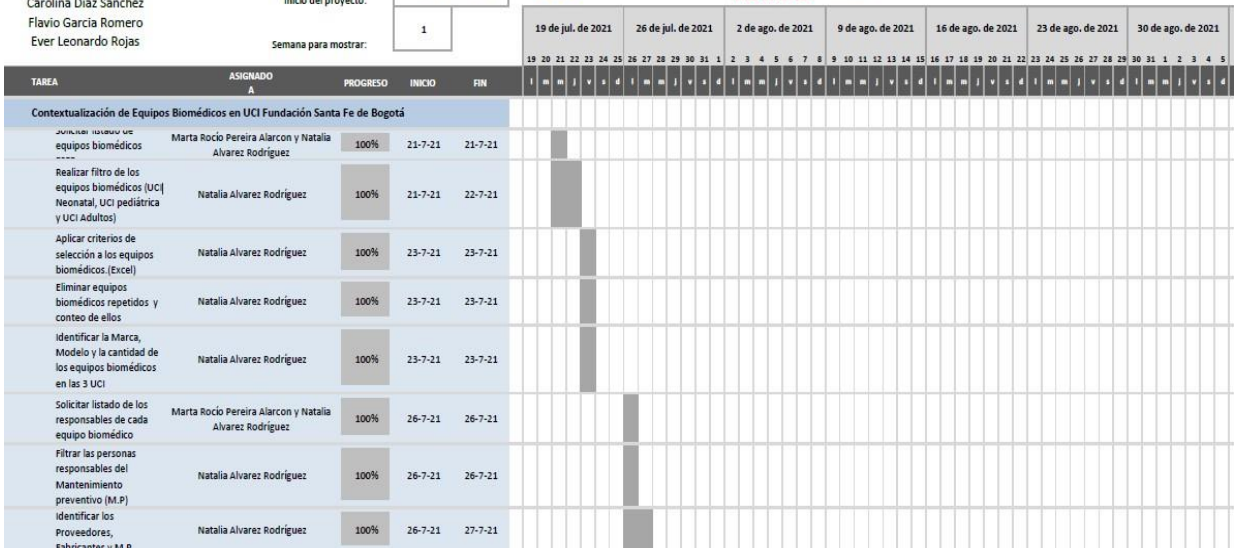 Carolina Díaz Sánchez
Inicio del proyecto:
Flavio García Romero
Ever Leonardo Rojas
Semana para mostrar:
1
19 de jul. de 2021 26 de jul. de 2021 2 de ago. de 2021 9 de ago. de 2021 16 de ago. de 2021 23 de ago. de 2021 30 de ago. de 2021
19 20 21 22 23 24 25 26 27 28 29 30 31 1 2 3 4 5 6 7 8 9 10 11 12 13 14 15 16 17 18 19 20 21 22 23 24 25 26 27 28 29 30 31 1 2 3 4 5
TAREA ASIGNADO A PROGRESO INICIO FIN
l m m j v s d l m m j v s d l m m j v s d l m m j v s d l m m j v s d l m m j v s d l m m j v s d
Contextualización de Equipos Biomédicos en UCI Fundación Santa Fe de Bogotá
Solicitar listado de
equipos biomédicos
Marta Rocío Pereira Alarcon y Natalia
Alvarez Rodríguez
100% 21-7-21 21-7-21
Realizar filtro de los
equipos biomédicos (UCI
Neonatal, UCI pediátrica
y UCI Adultos)
Natalia Alvarez Rodríguez 100% 21-7-21 22-7-21
Aplicar criterios de
selección a los equipos
biomédicos.(Excel)
Natalia Alvarez Rodríguez 100% 23-7-21 23-7-21
Eliminar equipos
biomédicos repetidos y
conteo de ellos
Natalia Alvarez Rodríguez 100% 23-7-21 23-7-21
Identificar la Marca,
Modelo y la cantidad de
los equipos biomédicos
en las 3 UCI
Natalia Alvarez Rodríguez 100% 23-7-21 23-7-21
Solicitar listado de los
responsables de cada
equipo biomédico
Marta Rocío Pereira Alarcon y Natalia
Alvarez Rodríguez
100% 26-7-21 26-7-21
Filtrar las personas
responsables del
Mantenimiento
preventivo (M.P)
Natalia Alvarez Rodríguez 100% 26-7-21 26-7-21
Identificar los
Proveedores,
Fabricantes y M.P
Natalia Alvarez Rodríguez 100% 26-7-21 27-7-21